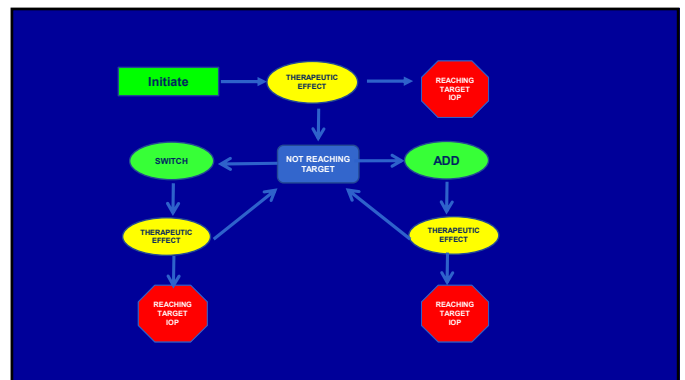 Initiate
THERAPEUTIC
EFFECT
REACHING
TARGET
IOP
SWITCH
NOT REACHING
TARGET
ADD
THERAPEUTIC
EFFECT
THERAPEUTIC
EFFECT
REACHING
TARGET
IOP
REACHING
TARGET
IOP